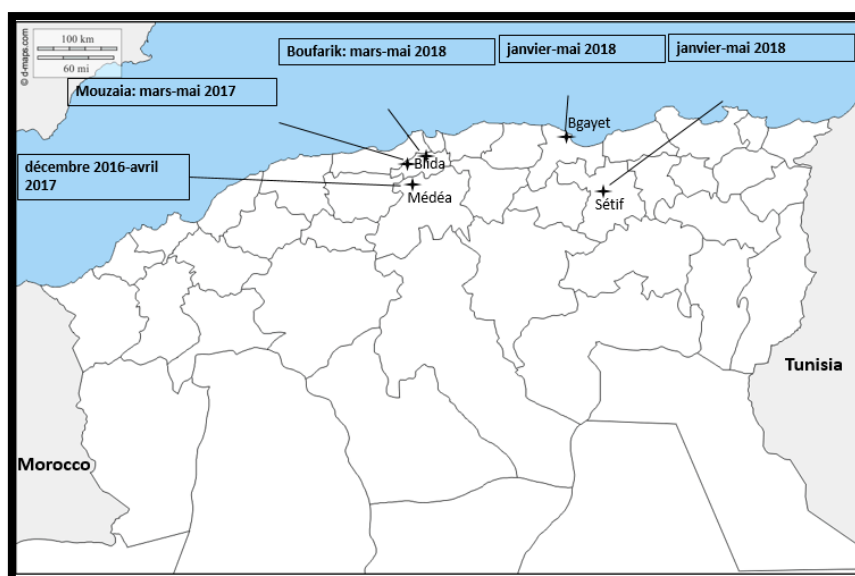 © d-maps.com
100 km
60 mi
Boufarik: mars-mai 2018
janvier-mai 2018
janvier-mai 2018
Mouzaia: mars-mai 2017
Bgayet
Blida
décembre 2016-avril
2017
Médéa
Sétif
Tunisia
Morocco